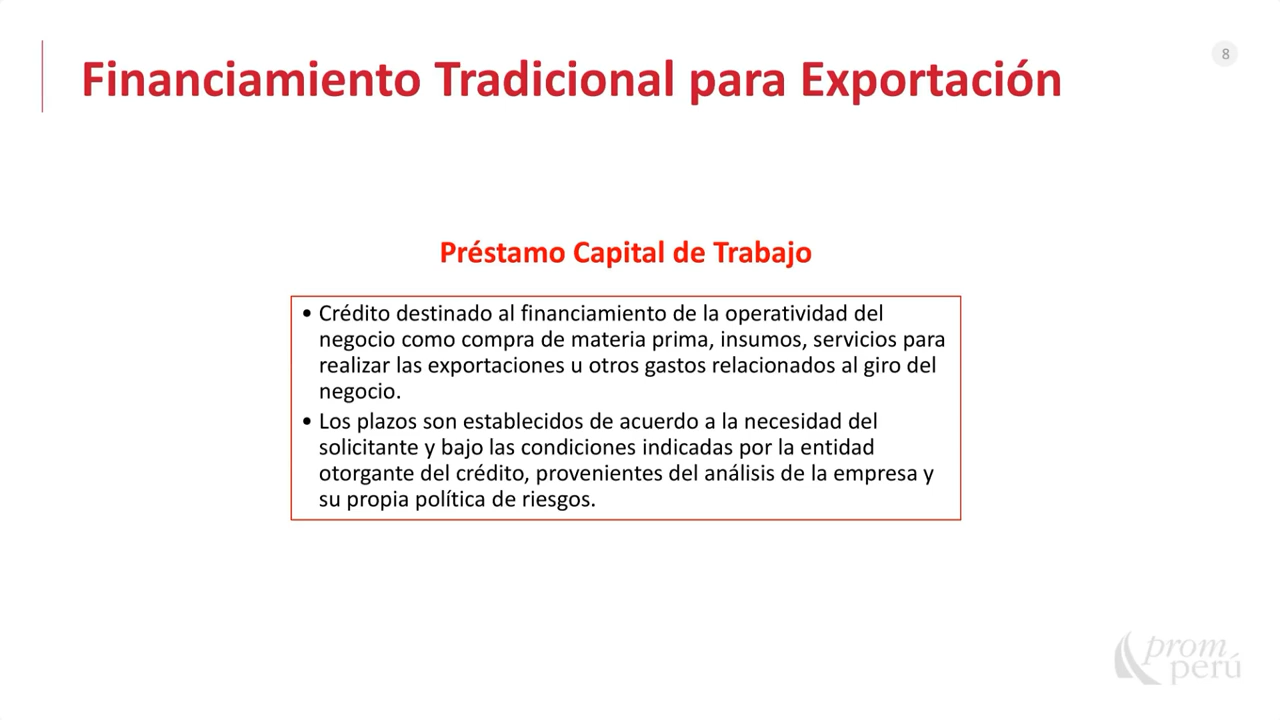 8
Financiamiento Tradicional para Exportación
Préstamo Capital de Trabajo
• Crédito destinado al financiamiento de la operatividad del
negocio como compra de materia prima, insumos, servicios para
realizar las exportaciones u otros gastos relacionados al giro del
negocio.
• Los plazos son establecidos de acuerdo a la necesidad del
solicitante y bajo las condiciones indicadas por la entidad
otorgante del crédito, provenientes del análisis de la empresa y
su propia política de riesgos.
prom
perú